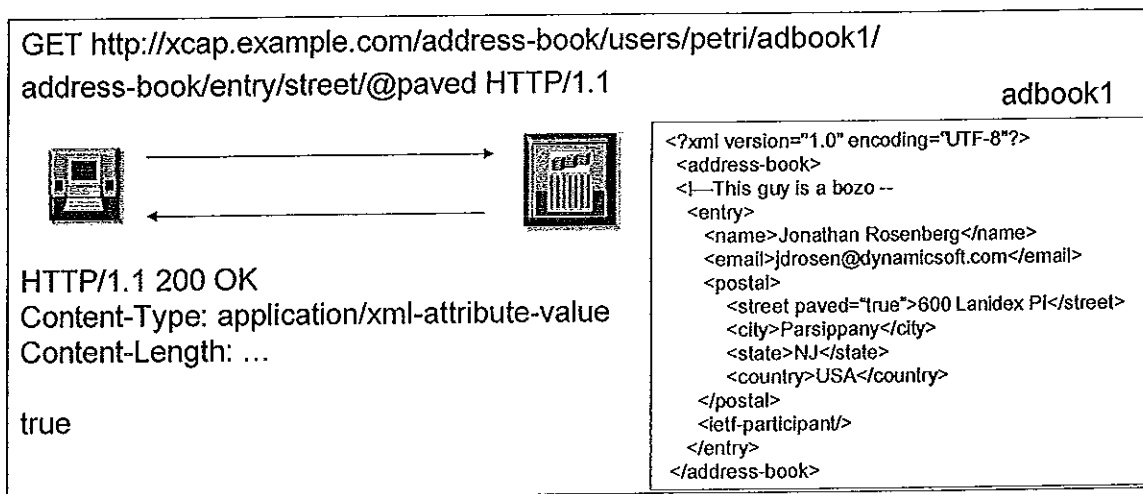 GET http://xcap.example.com/address-book/users/petri/adbook1/
address-book/entry/street/@paved HTTP/1.1
adbook1
HTTP/1.1 200 OK
Content-Type: application/xml-attribute-value
Content-Length: ...
true
<?xml version="1.0" encoding="UTF-8"?>
<address-book>
<!—This guy is a bozo --
<entry>
<name>Jonathan Rosenberg</name>
<email>jdrosen@dynamicsoft.com</email>
<postal>
<street paved="true">600 Lanidex Pl</street>
<city>Parsippany</city>
<state>NJ</state>
<country>USA</country>
</postal>
<ietf-participant/>
</entry>
</address-book>